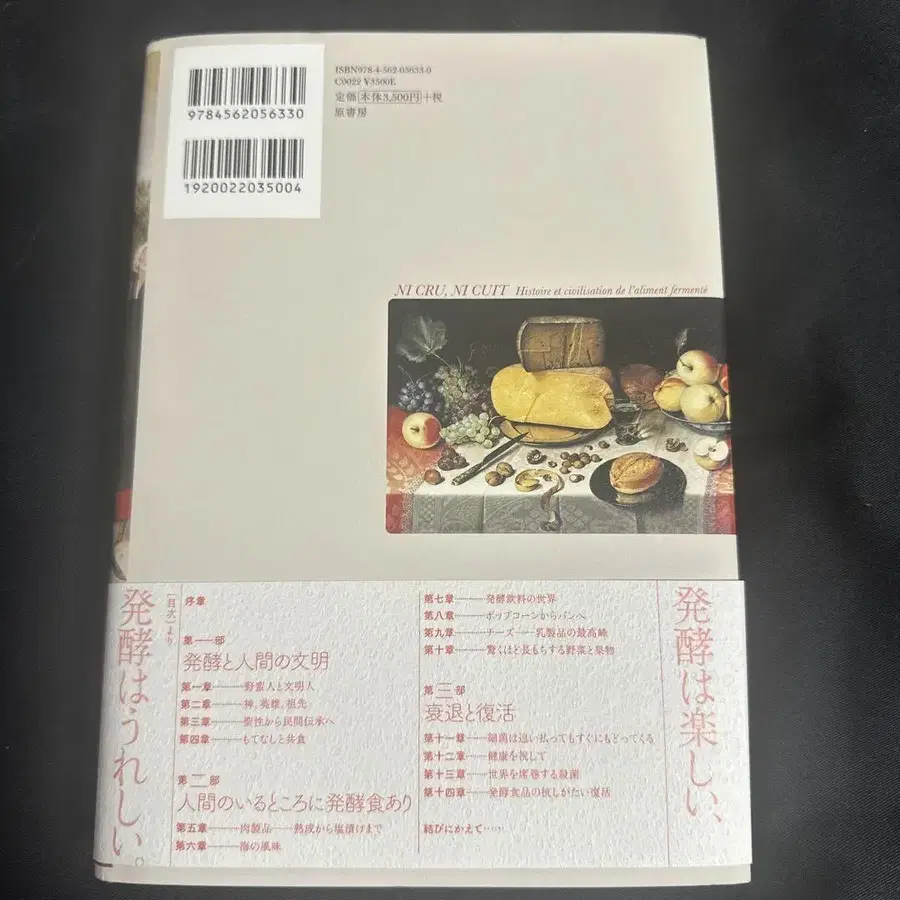 9784562056330
1920022035004
ISBN978-4-562-05633-0
C0022 ¥3500E
定価 本体3,500円+税
原書房
NI CRU, NI CUIT Histoire et civilisation de l'aliment fermenté
発酵は楽しい、
発酵はうれしい。
[目次]より
序章
第一部
発酵と人間の文明
第一章 野蛮人と文明人
第二章 神、英雄、祖先
第三章 聖性から民間伝承へ
第四章 もてなしと共食
第二部
人間のいるところに発酵食あり
第五章 肉製品──熟成から塩漬けまで
第六章 海の風味
第七章 発酵飲料の世界
第八章 ポップコーンからパンへ
第九章 チーズ──乳製品の最高峰
第十章 驚くほど長もちする野菜と果物
第三部
衰退と復活
第十一章 細菌は追い払ってもすぐにもどってくる
第十二章 健康を祝して
第十三章 世界を席巻する殺菌
第十四章 発酵食品の抗しがたい復活
結びにかえて……